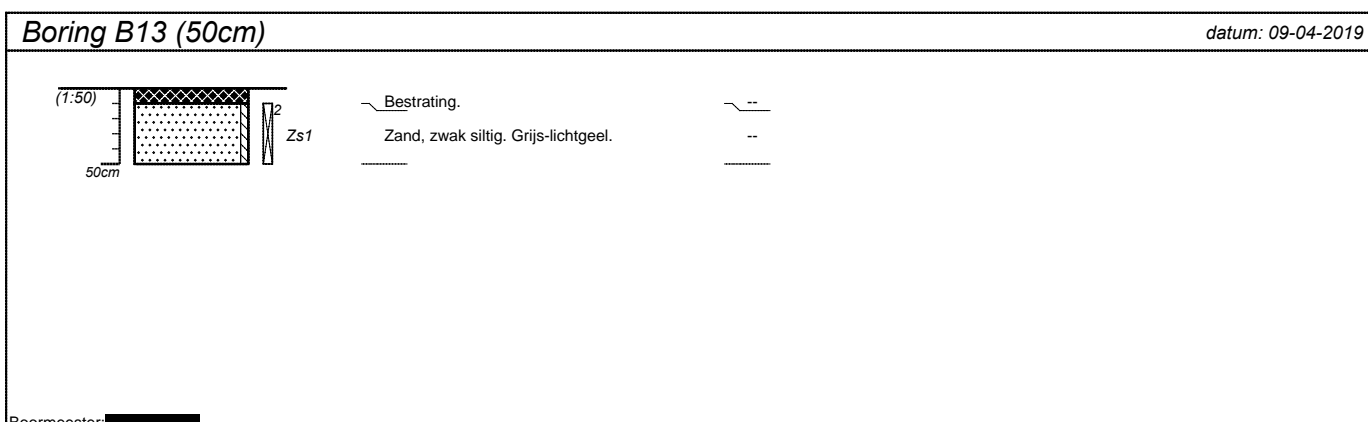 Boring B13 (50cm) datum: 09-04-2019
(1:50) Bestrating. --
2
Zs1 Zand, zwak siltig. Grijs-lichtgeel. --
50cm
Boormeester: